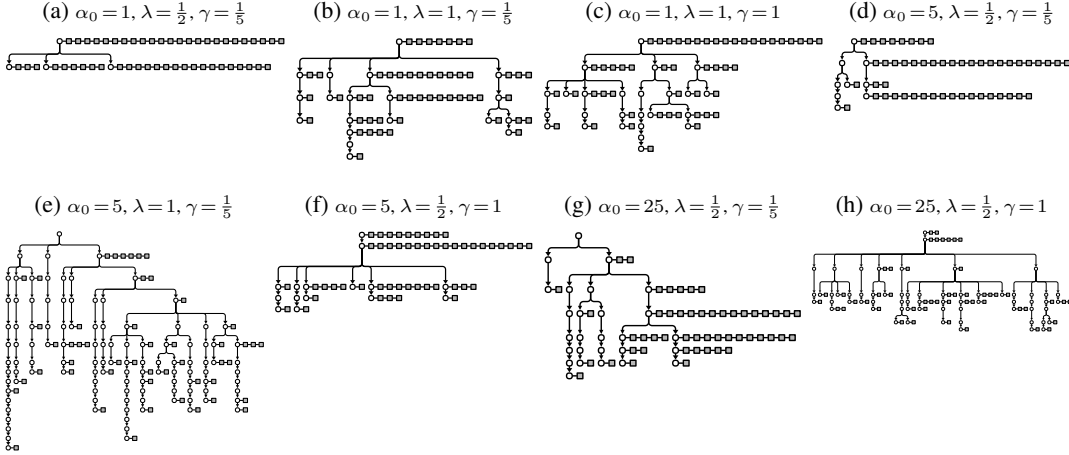 (a) α₀ = 1, λ = 1/2, γ = 1/5
(b) α₀ = 1, λ = 1, γ = 1/5
(c) α₀ = 1, λ = 1, γ = 1
(d) α₀ = 5, λ = 1/2, γ = 1/5
(e) α₀ = 5, λ = 1, γ = 1/5
(f) α₀ = 5, λ = 1/2, γ = 1
(g) α₀ = 25, λ = 1/2, γ = 1/5
(h) α₀ = 25, λ = 1/2, γ = 1